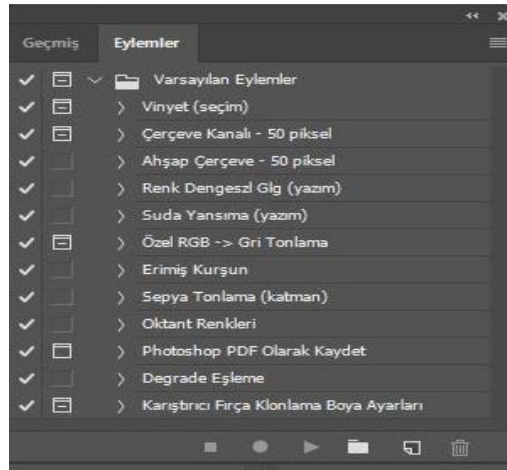 Geçmiş Eylemler
Varsayılan Eylemler
Vinyet (seçim)
Çerçeve Kanalı - 50 piksel
Ahşap Çerçeve - 50 piksel
Renk Dengeszl Glg (yazım)
Suda Yansıma (yazım)
Özel RGB -> Gri Tonlama
Erimiş Kurşun
Sepya Tonlama (katman)
Oktant Renkleri
Photoshop PDF Olarak Kaydet
Degrade Eşleme
Karıştırıcı Fırça Klonlama Boya Ayarları